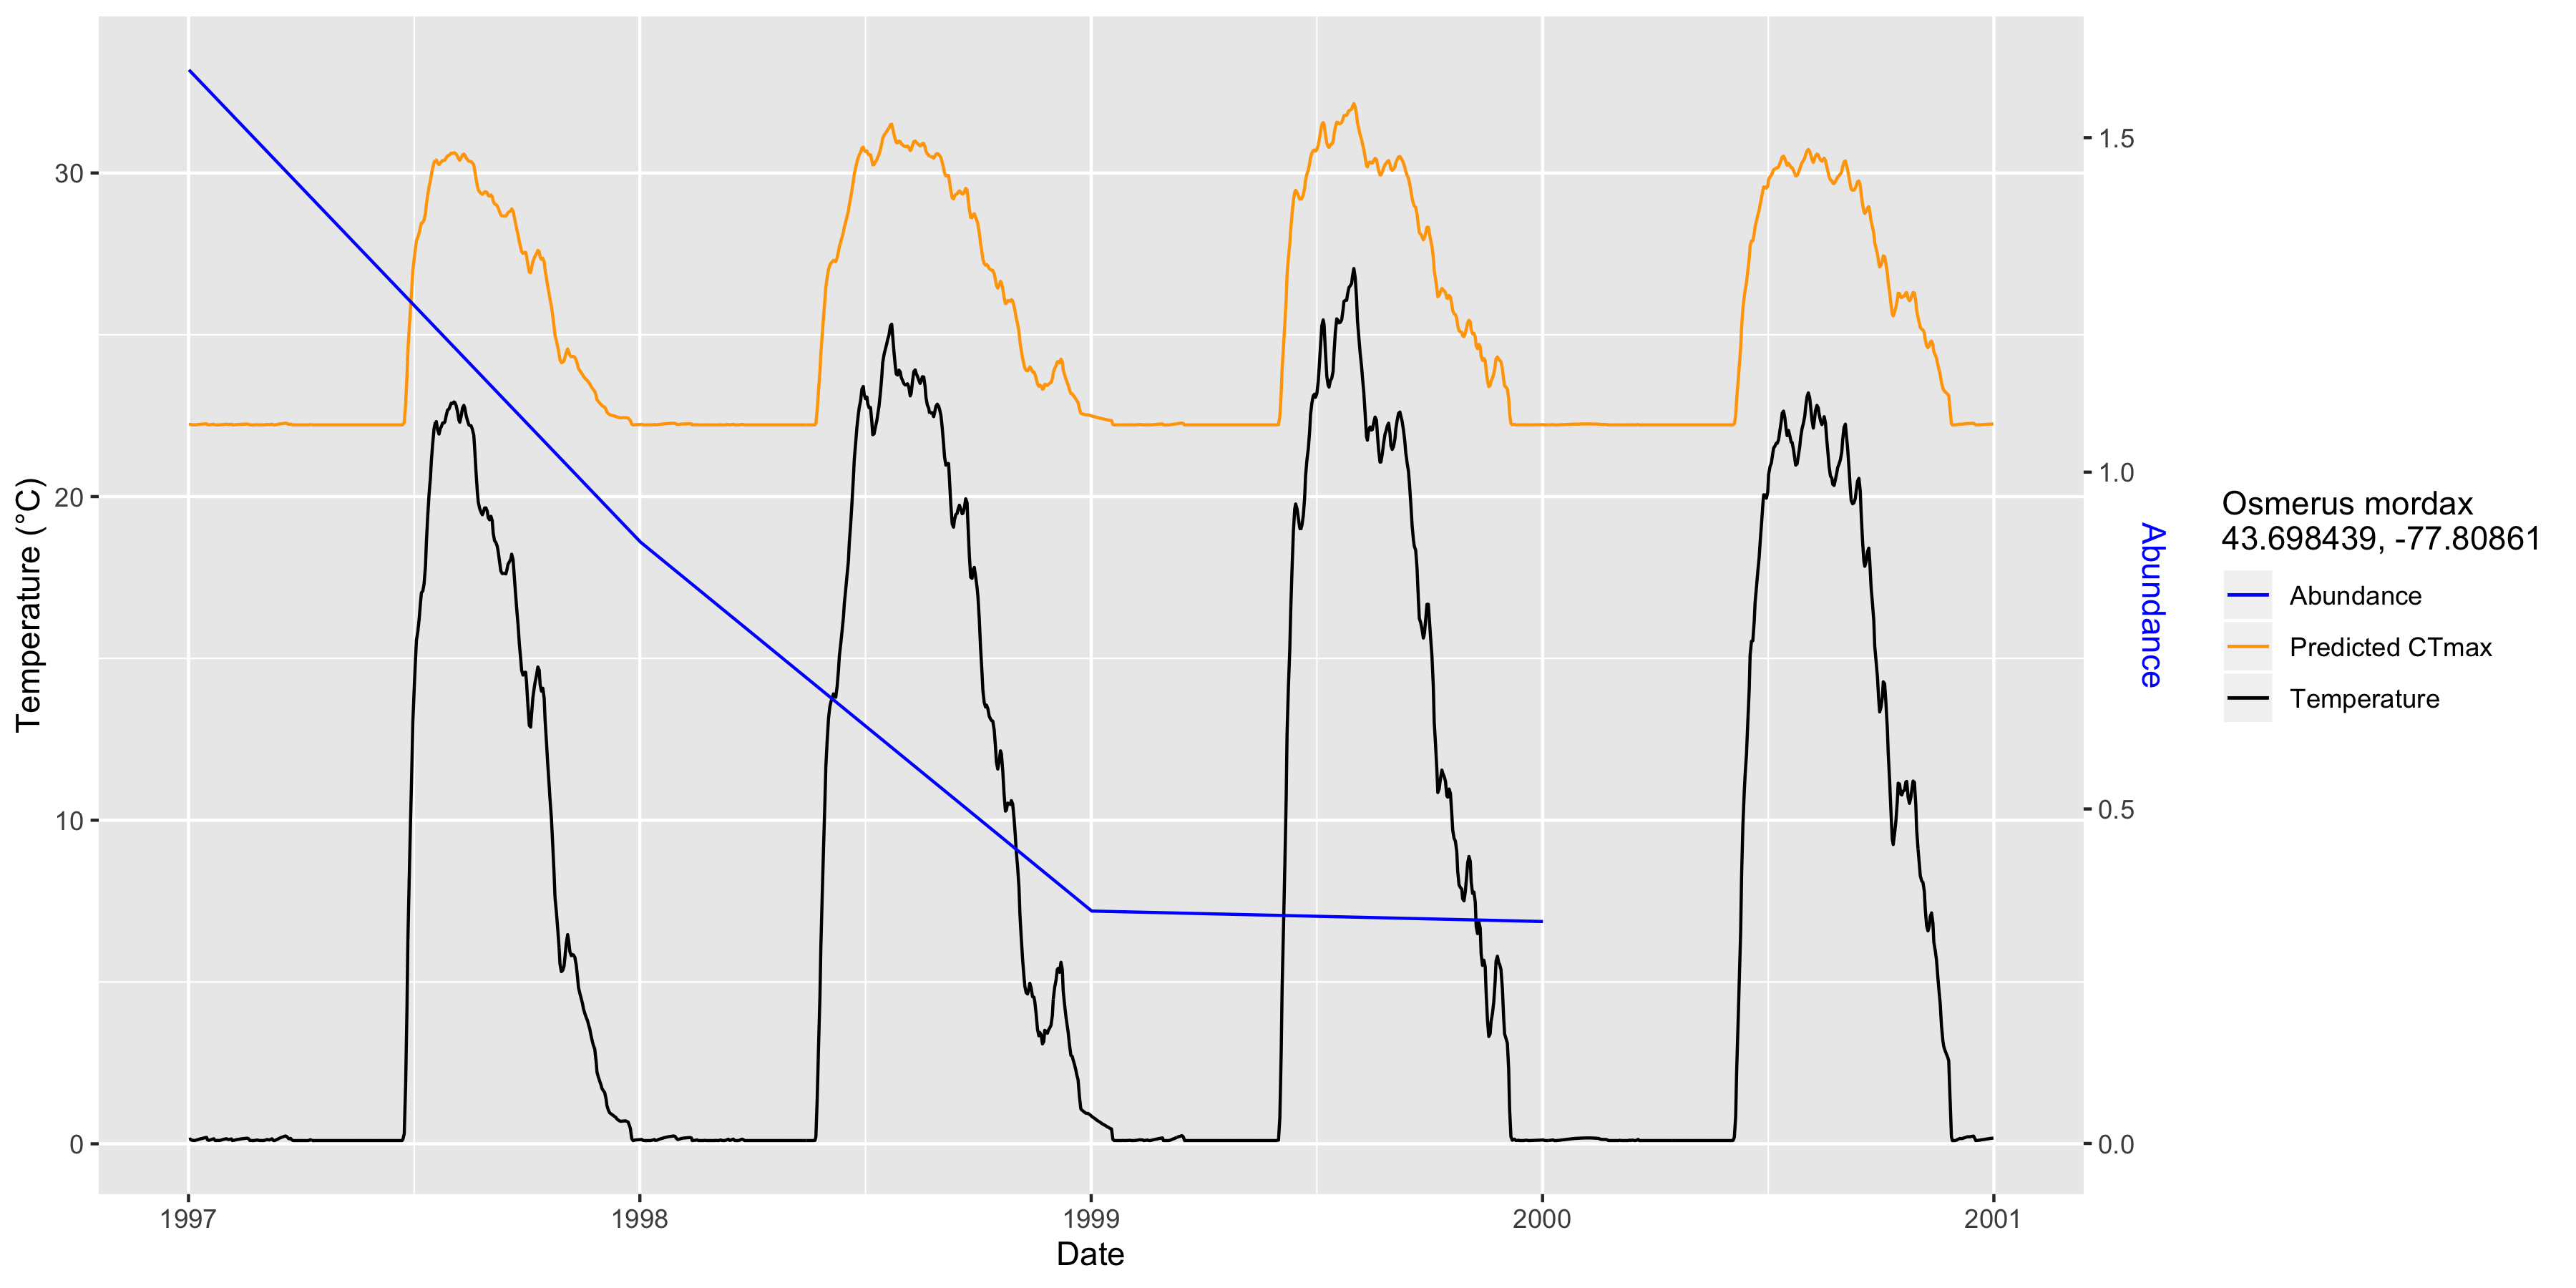 30
20
10
0
Temperature (°C)
1997
1998
1999
2000
2001
Date
1.5
1.0
0.5
0.0
Abundance
Osmerus mordax
43.698439, -77.80861
Abundance
Predicted CTmax
Temperature